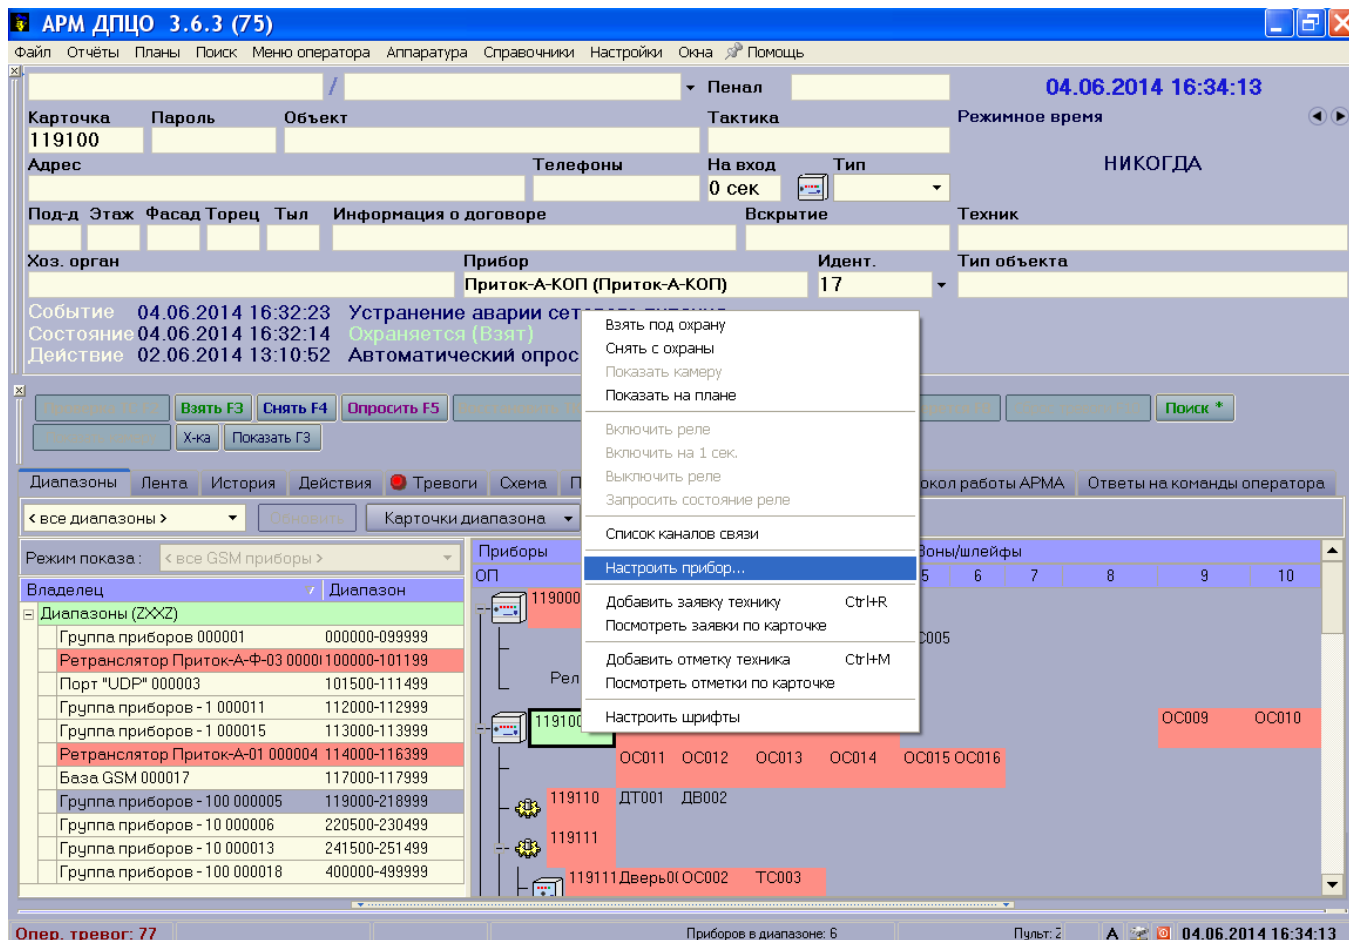 АРМ ДПЦО 3.6.3 (75)
Файл Отчёты Планы Поиск Меню оператора Аппаратура Справочники Настройки Окна Помощь
/ Пенал 04.06.2014 16:34:13
Карточка Пароль Объект Тактика Режимное время
119100
Адрес Телефоны На вход Тип НИКОГДА
0 сек
Под-д Этаж Фасад Торец Тыл Информация о договоре Вскрытие Техник
Хоз. орган Прибор Идент. Тип объекта
Приток-А-КОП (Приток-А-КОП) 17
Событие 04.06.2014 16:32:23 Устранение аварии
Состояние 04.06.2014 16:32:14 Охраняется (Взят)
Действие 02.06.2014 13:10:52 Автоматический опрос
Взять под охрану
Снять с охраны
Показать камеру
Показать на плане
Включить реле
Включить на 1 сек.
Выключить реле
Запросить состояние реле
Список каналов связи
Настроить прибор...
Добавить заявку технику Ctrl+R
Посмотреть заявки по карточке
Добавить отметку техника Ctrl+M
Посмотреть отметки по карточке
Настроить шрифты
Взять F3 Снять F4 Опросить F5 Поиск *
Х-ка Показать ГЗ
Диапазоны Лента История Действия Тревоги Схема П окол работы АРМА Ответы на команды оператора
< все диапазоны > Обновить Карточки диапазона
Режим показа: < все GSM приборы >
Владелец Диапазон
Диапазоны (ZXXZ)
Группа приборов 000001 000000-099999
Ретранслятор Приток-А-Ф-03 0000 100000-101199
Порт "UDP" 000003 101500-111499
Группа приборов - 1 000011 112000-112999
Группа приборов - 1 000015 113000-113999
Ретранслятор Приток-А-01 000004 114000-116399
База GSM 000017 117000-117999
Группа приборов - 100 000005 119000-218999
Группа приборов - 10 000006 220500-230499
Группа приборов - 10 000013 241500-251499
Группа приборов - 100 000018 400000-499999
Приборы Зоны/шлейфы
ОП 5 6 7 8 9 10
119000
С005
Рел
119100 ОС009 ОС010
ОС011 ОС012 ОС013 ОС014 ОС015 ОС016
119110 ДТ001 ДВ002
119111
119111 Дверь0( ОС002 ТС003
Опер. тревог: 77 Приборов в диапазоне: 6 Пульт: 2 А 04.06.2014 16:34:13